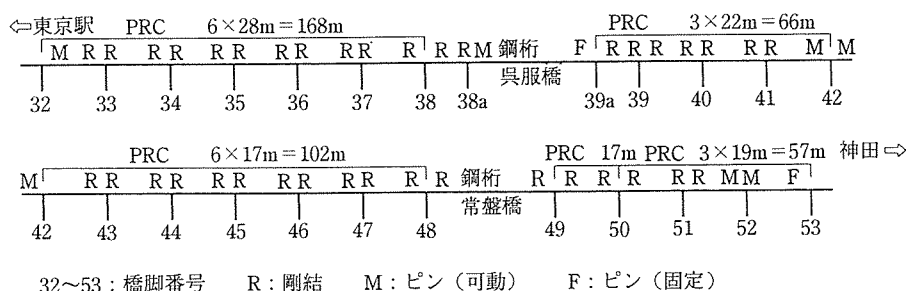 ⇦東京駅 PRC 6×28m＝168m PRC 3×22m＝66m
M R R R R R R R R R R R R R M 鋼桁 F R R R R R R R M M
呉服橋
32 33 34 35 36 37 38 38a 39a 39 40 41 42
PRC 6×17m＝102m PRC 17m PRC 3×19m＝57m 神田⇨
M R R R R R R R R R R R R 鋼桁 R R R R R R M M F
常盤橋
42 43 44 45 46 47 48 49 50 51 52 53
32〜53：橋脚番号 R：剛結 M：ピン（可動） F：ピン（固定）